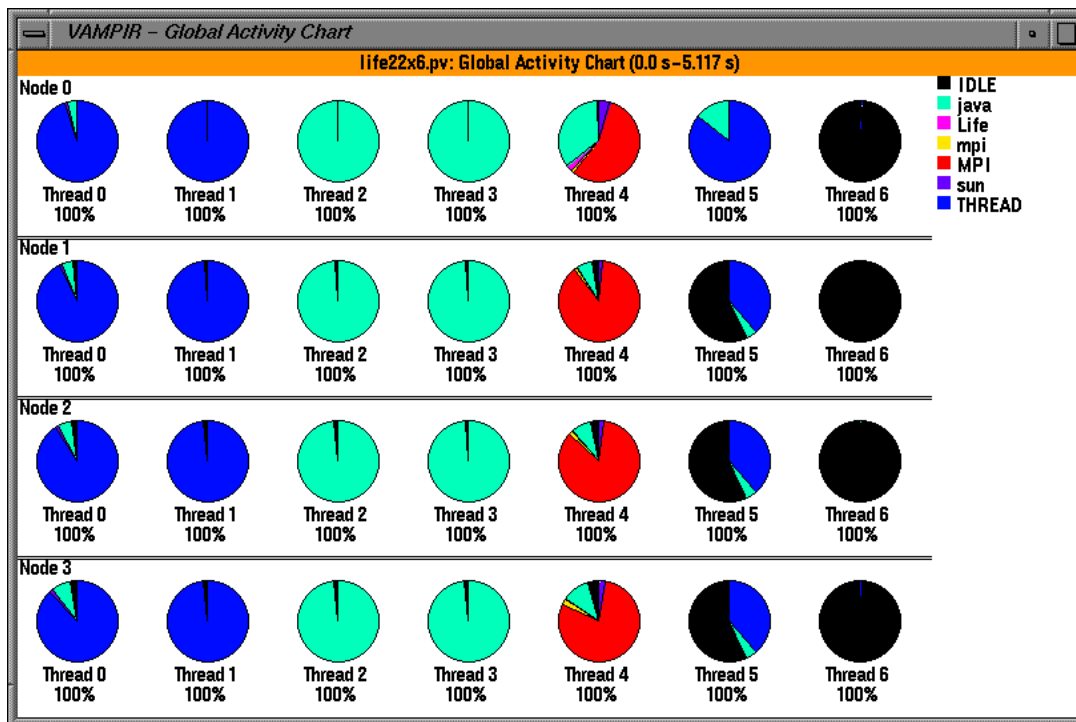 VAMPIR – Global Activity Chart
life22x6.pv: Global Activity Chart (0.0 s–5.117 s)
IDLE
java
Life
mpi
MPI
sun
THREAD
Node 0
Thread 0 Thread 1 Thread 2 Thread 3 Thread 4 Thread 5 Thread 6
100% 100% 100% 100% 100% 100% 100%
Node 1
Thread 0 Thread 1 Thread 2 Thread 3 Thread 4 Thread 5 Thread 6
100% 100% 100% 100% 100% 100% 100%
Node 2
Thread 0 Thread 1 Thread 2 Thread 3 Thread 4 Thread 5 Thread 6
100% 100% 100% 100% 100% 100% 100%
Node 3
Thread 0 Thread 1 Thread 2 Thread 3 Thread 4 Thread 5 Thread 6
100% 100% 100% 100% 100% 100% 100%